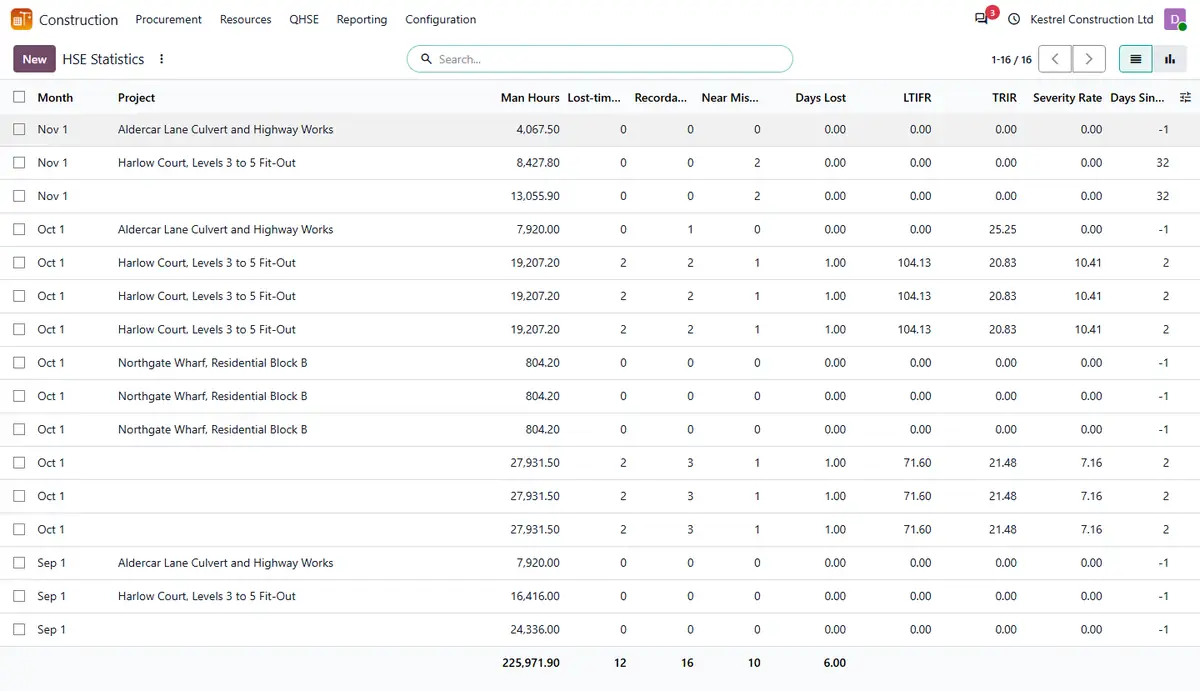 Construction Procurement Resources QHSE Reporting Configuration 3 Kestrel Construction Ltd D
New HSE Statistics Search... 1-16 / 16
Month Project Man Hours Lost-tim... Recorda... Near Mis... Days Lost LTIFR TRIR Severity Rate Days Sin...
Nov 1 Aldercar Lane Culvert and Highway Works 4,067.50 0 0 0 0.00 0.00 0.00 0.00 -1
Nov 1 Harlow Court, Levels 3 to 5 Fit-Out 8,427.80 0 0 2 0.00 0.00 0.00 0.00 32
Nov 1 13,055.90 0 0 2 0.00 0.00 0.00 0.00 32
Oct 1 Aldercar Lane Culvert and Highway Works 7,920.00 0 1 0 0.00 0.00 25.25 0.00 -1
Oct 1 Harlow Court, Levels 3 to 5 Fit-Out 19,207.20 2 2 1 1.00 104.13 20.83 10.41 2
Oct 1 Harlow Court, Levels 3 to 5 Fit-Out 19,207.20 2 2 1 1.00 104.13 20.83 10.41 2
Oct 1 Harlow Court, Levels 3 to 5 Fit-Out 19,207.20 2 2 1 1.00 104.13 20.83 10.41 2
Oct 1 Northgate Wharf, Residential Block B 804.20 0 0 0 0.00 0.00 0.00 0.00 -1
Oct 1 Northgate Wharf, Residential Block B 804.20 0 0 0 0.00 0.00 0.00 0.00 -1
Oct 1 Northgate Wharf, Residential Block B 804.20 0 0 0 0.00 0.00 0.00 0.00 -1
Oct 1 27,931.50 2 3 1 1.00 71.60 21.48 7.16 2
Oct 1 27,931.50 2 3 1 1.00 71.60 21.48 7.16 2
Oct 1 27,931.50 2 3 1 1.00 71.60 21.48 7.16 2
Sep 1 Aldercar Lane Culvert and Highway Works 7,920.00 0 0 0 0.00 0.00 0.00 0.00 -1
Sep 1 Harlow Court, Levels 3 to 5 Fit-Out 16,416.00 0 0 0 0.00 0.00 0.00 0.00 -1
Sep 1 24,336.00 0 0 0 0.00 0.00 0.00 0.00 -1
225,971.90 12 16 10 6.00